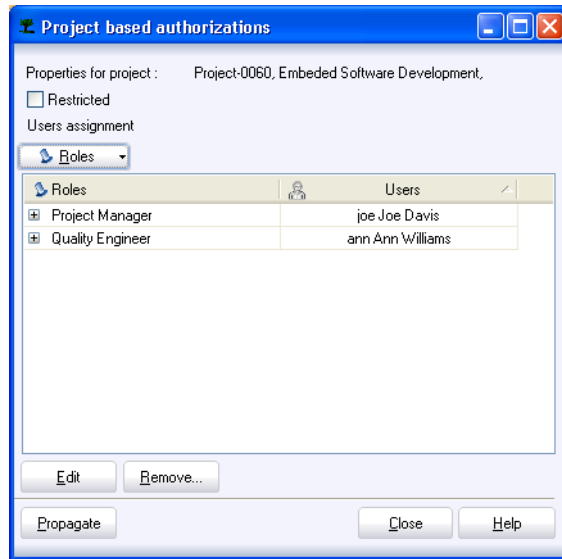 Project based authorizations
Properties for project : Project-0060, Embeded Software Development,
Restricted
Users assignment
Roles
Roles Users
Project Manager joe Joe Davis
Quality Engineer ann Ann Williams
Edit Remove...
Propagate Close Help